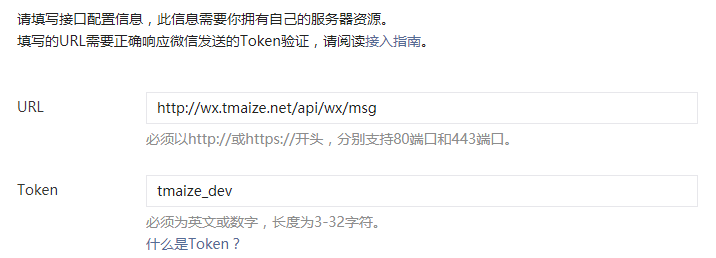 请填写接口配置信息，此信息需要你拥有自己的服务器资源。
填写的URL需要正确响应微信发送的Token验证，请阅读接入指南。
URL
http://wx.tmaize.net/api/wx/msg
必须以http://或https://开头，分别支持80端口和443端口。
Token
tmaize_dev
必须为英文或数字，长度为3-32字符。
什么是Token？